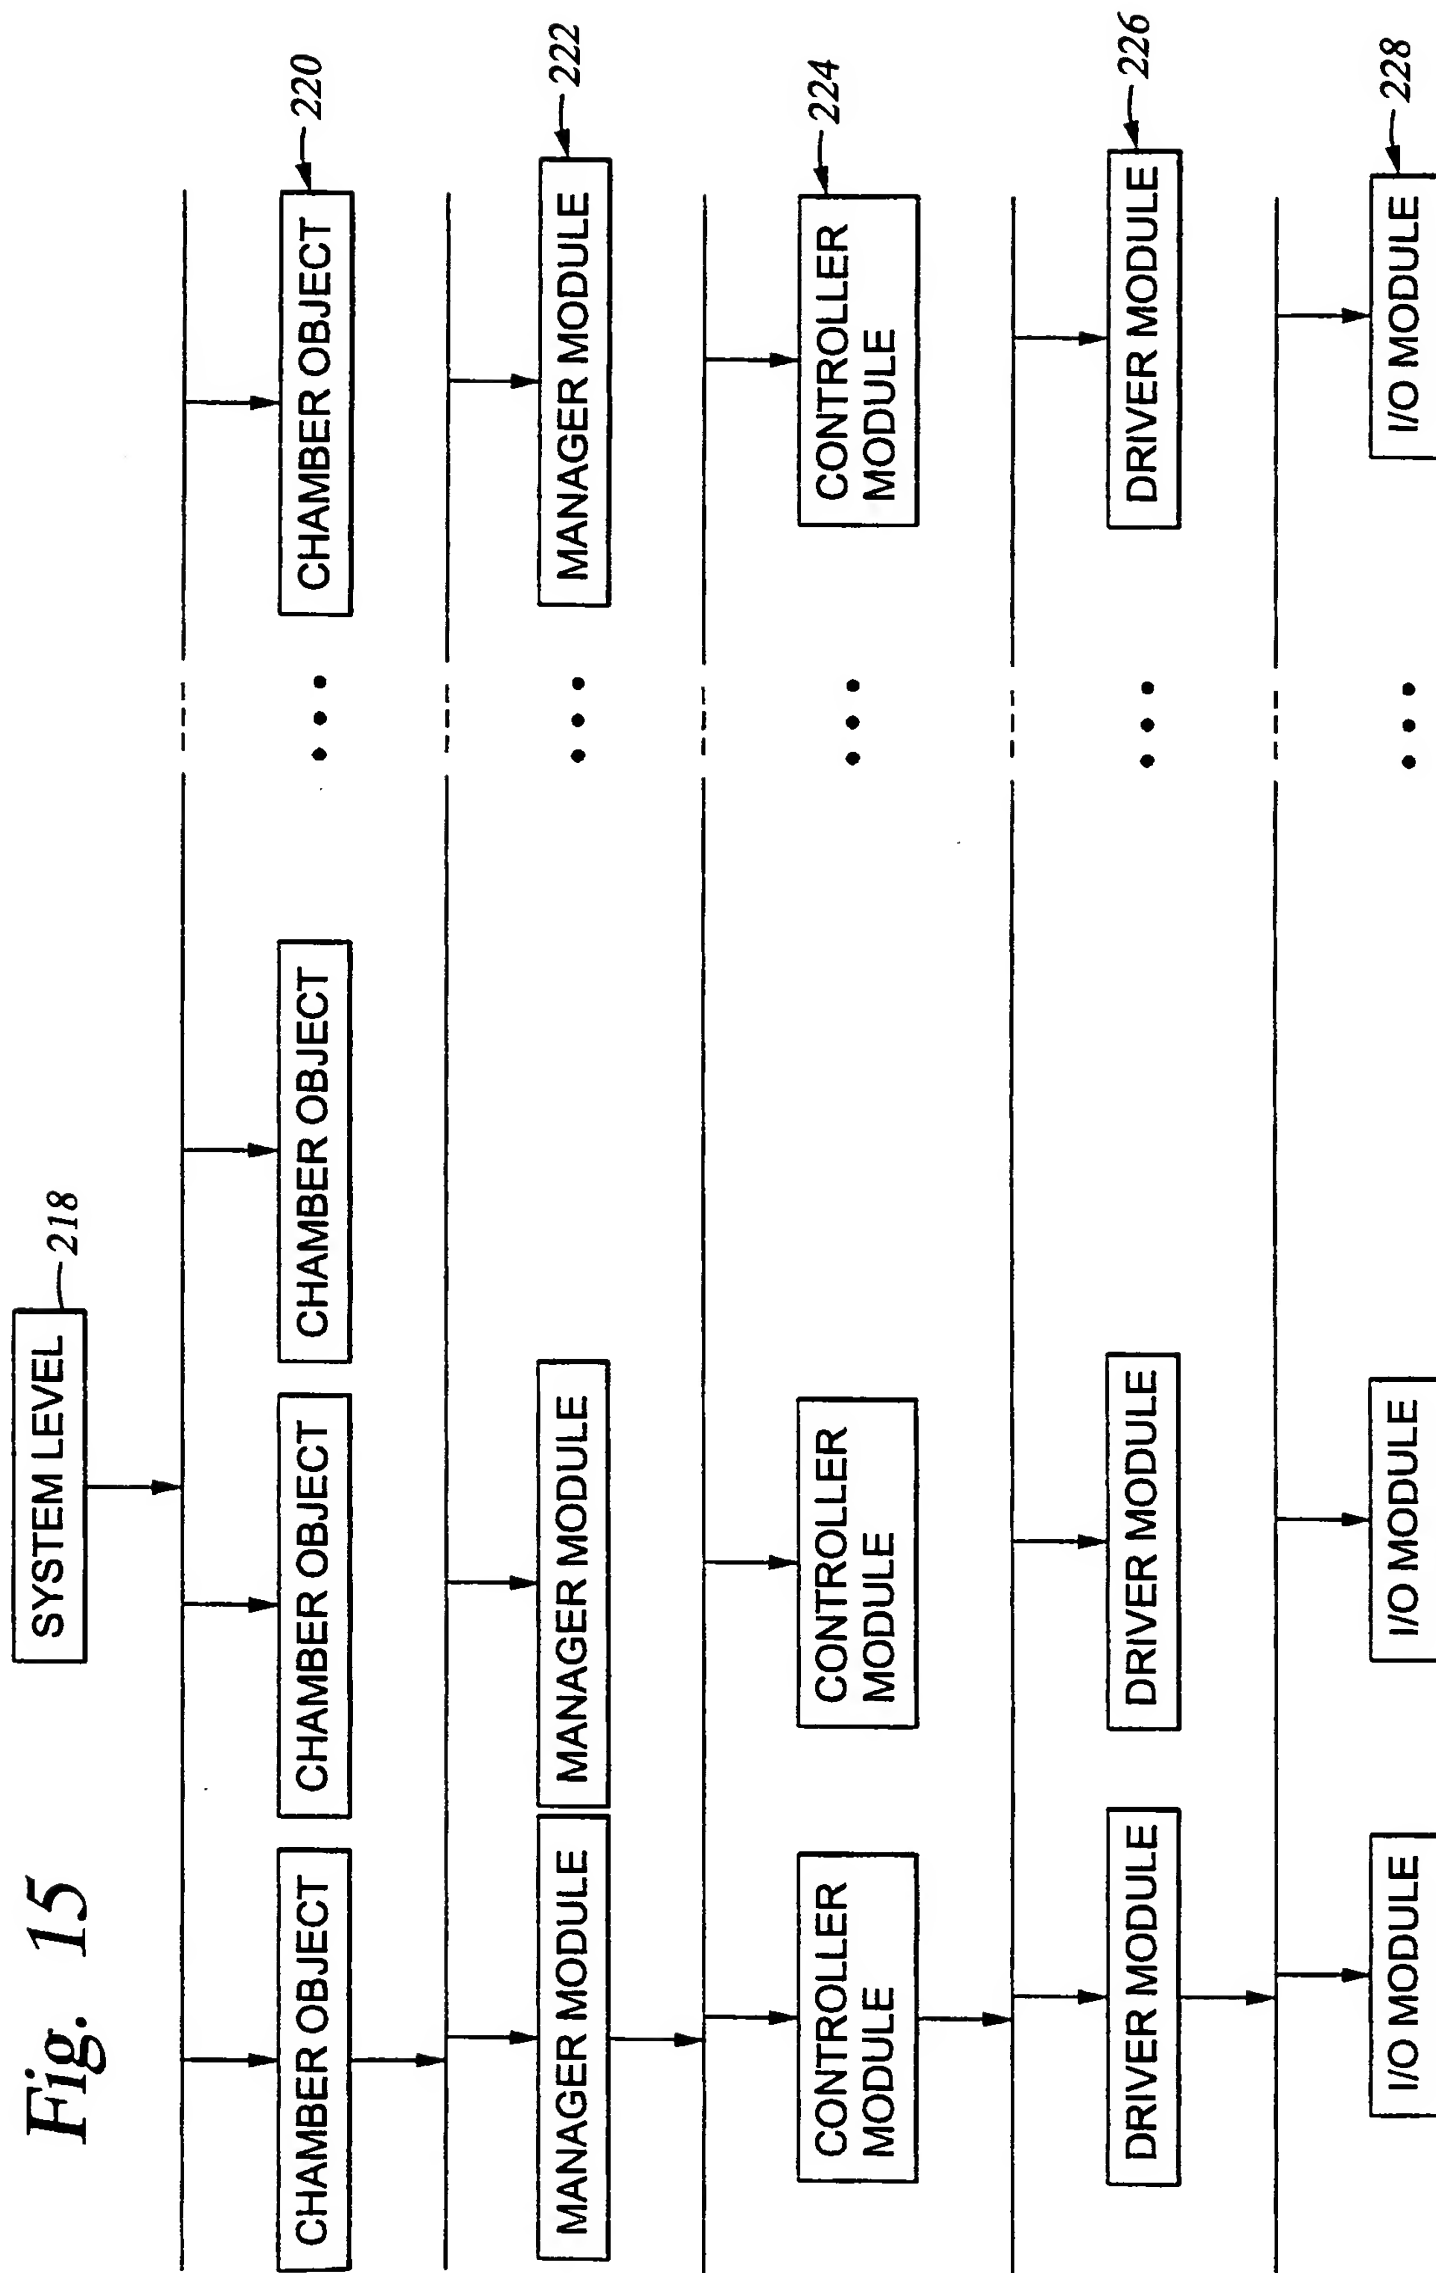 Fig. 15
SYSTEM LEVEL
218
CHAMBER OBJECT
CHAMBER OBJECT
CHAMBER OBJECT
CHAMBER OBJECT
220
MANAGER MODULE
MANAGER MODULE
MANAGER MODULE
222
CONTROLLER
MODULE
CONTROLLER
MODULE
CONTROLLER
MODULE
224
DRIVER MODULE
DRIVER MODULE
DRIVER MODULE
226
I/O MODULE
I/O MODULE
I/O MODULE
228